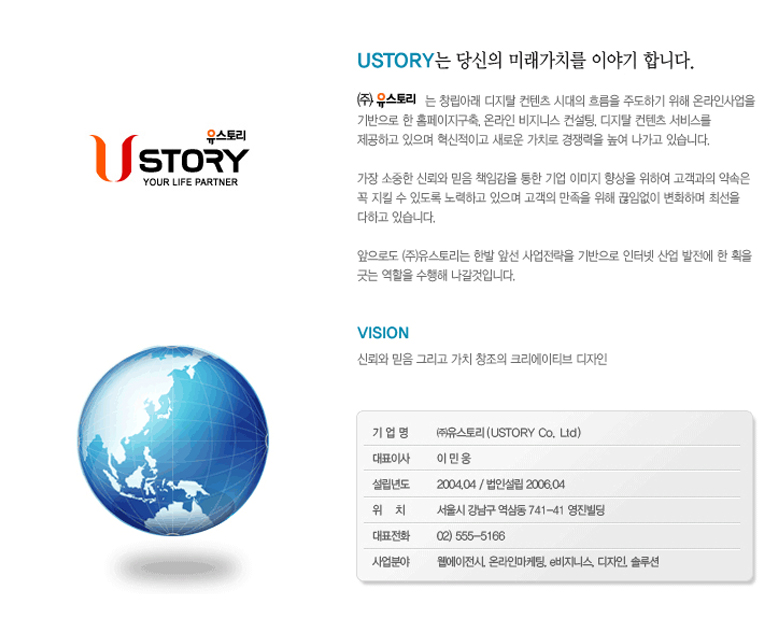 유스토리
USTORY
YOUR LIFE PARTNER
USTORY는 당신의 미래가치를 이야기 합니다.
(주) 유스토리 는 창립아래 디지탈 컨텐츠 시대의 흐름을 주도하기 위해 온라인사업을
기반으로 한 홈페이지구축, 온라인 비지니스 컨설팅, 디지탈 컨텐츠 서비스를
제공하고 있으며 혁신적이고 새로운 가치로 경쟁력을 높여 나가고 있습니다.
가장 소중한 신뢰와 믿음 책임감을 통한 기업 이미지 향상을 위하여 고객과의 약속은
꼭 지킬 수 있도록 노력하고 있으며 고객의 만족을 위해 끊임없이 변화하며 최선을
다하고 있습니다.
앞으로도 (주)유스토리는 한발 앞선 사업전략을 기반으로 인터넷 산업 발전에 한 획을
긋는 역할을 수행해 나갈것입니다.
VISION
신뢰와 믿음 그리고 가치 창조의 크리에이티브 디자인
기 업 명 ㈜유스토리(USTORY Co, Ltd)
대표이사 이 민 웅
설립년도 2004.04 / 법인설립 2006.04
위 치 서울시 강남구 역삼동 741-41 영진빌딩
대표전화 02) 555-5166
사업분야 웹에이전시, 온라인마케팅, e비지니스, 디자인, 솔루션